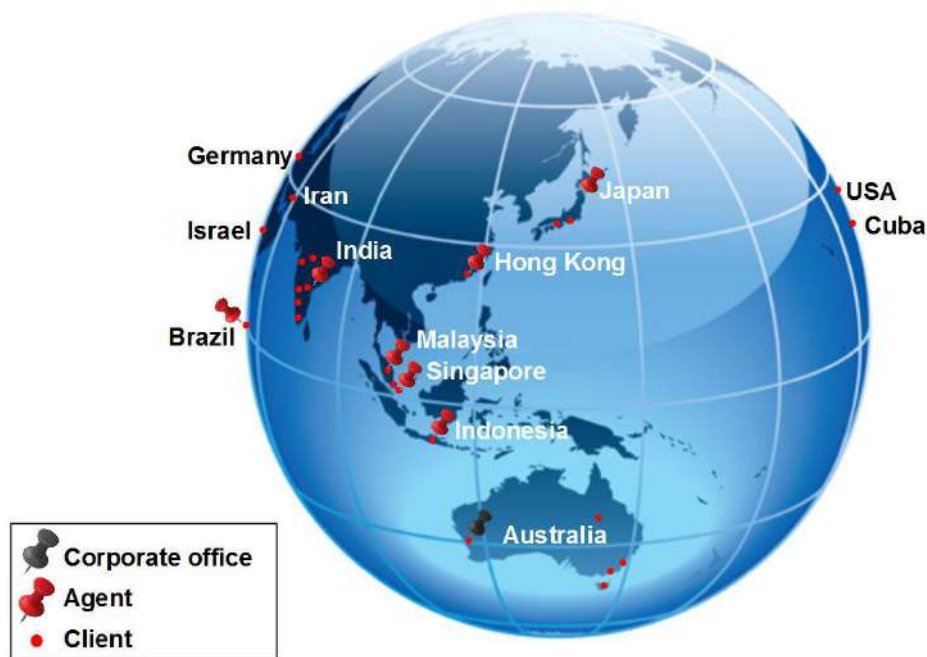 Germany
Iran
Japan
USA
Israel
Cuba
India
Hong Kong
Brazil
Malaysia
Singapore
Indonesia
Australia
Corporate office
Agent
Client